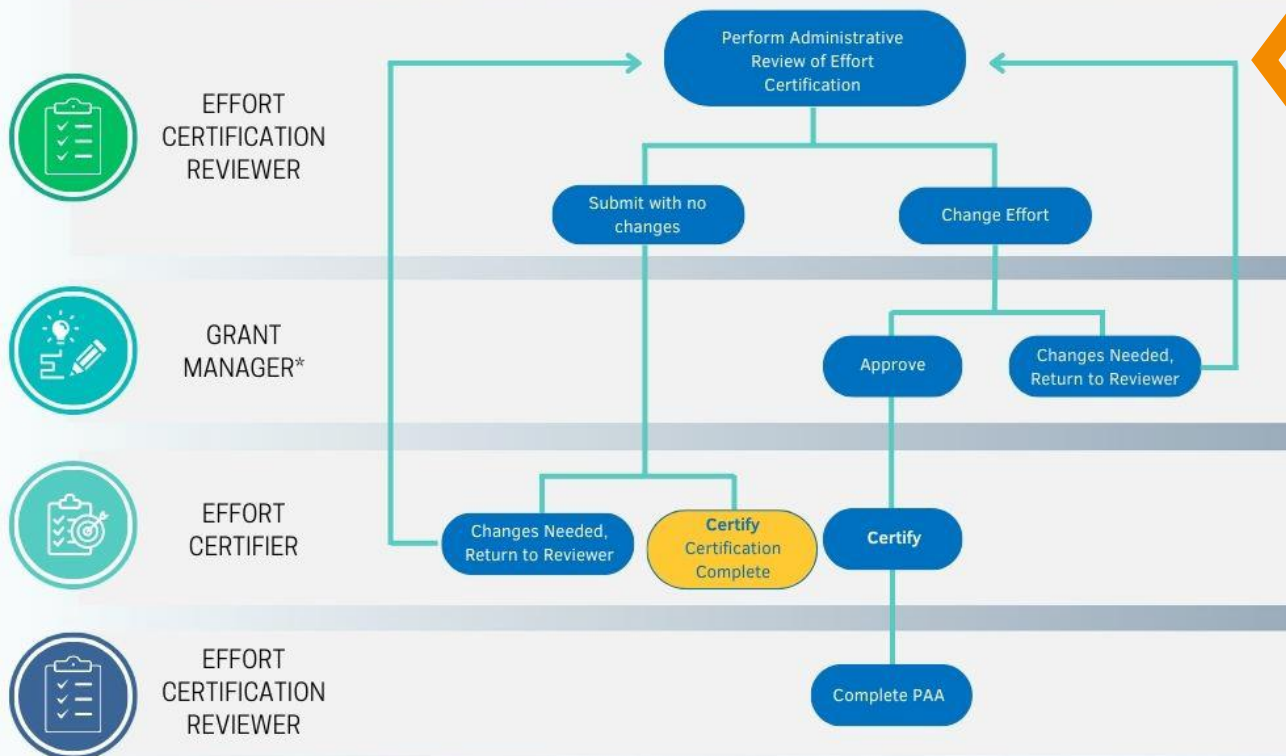 Perform Administrative
Review of Effort
Certification
EFFORT
CERTIFICATION
REVIEWER
Submit with no
changes
Change Effort
GRANT
MANAGER*
Approve
Changes Needed,
Return to Reviewer
EFFORT
CERTIFIER
Changes Needed,
Return to Reviewer
Certify
Certification
Complete
Certify
EFFORT
CERTIFICATION
REVIEWER
Complete PAA